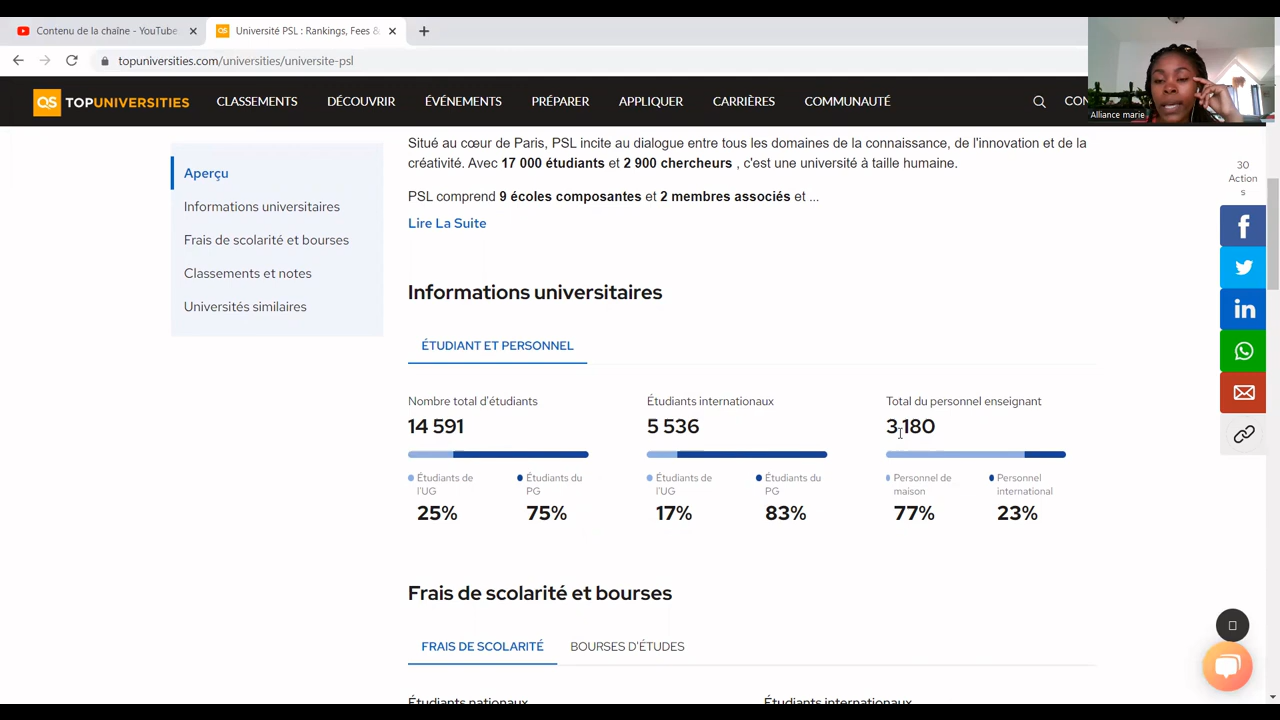 Contenu de la chaîne - YouTube
Université PSL : Rankings, Fees &
topuniversities.com/universities/universite-psl
QS TOPUNIVERSITIES
CLASSEMENTS
DÉCOUVRIR
ÉVÉNEMENTS
PRÉPARER
APPLIQUER
CARRIÈRES
COMMUNAUTÉ
CON
Alliance marie
Aperçu
Informations universitaires
Frais de scolarité et bourses
Classements et notes
Universités similaires
Situé au cœur de Paris, PSL incite au dialogue entre tous les domaines de la connaissance, de l'innovation et de la
créativité. Avec 17 000 étudiants et 2 900 chercheurs , c'est une université à taille humaine.
PSL comprend 9 écoles composantes et 2 membres associés et ...
Lire La Suite
Informations universitaires
ÉTUDIANT ET PERSONNEL
Nombre total d'étudiants
14 591
Étudiants de
l'UG
25%
Étudiants du
PG
75%
Étudiants internationaux
5 536
Étudiants de
l'UG
17%
Étudiants du
PG
83%
Total du personnel enseignant
3 180
Personnel de
maison
77%
Personnel
international
23%
Frais de scolarité et bourses
FRAIS DE SCOLARITÉ
BOURSES D'ÉTUDES
Étudiants nationaux
Étudiants internationaux
30
Action
s